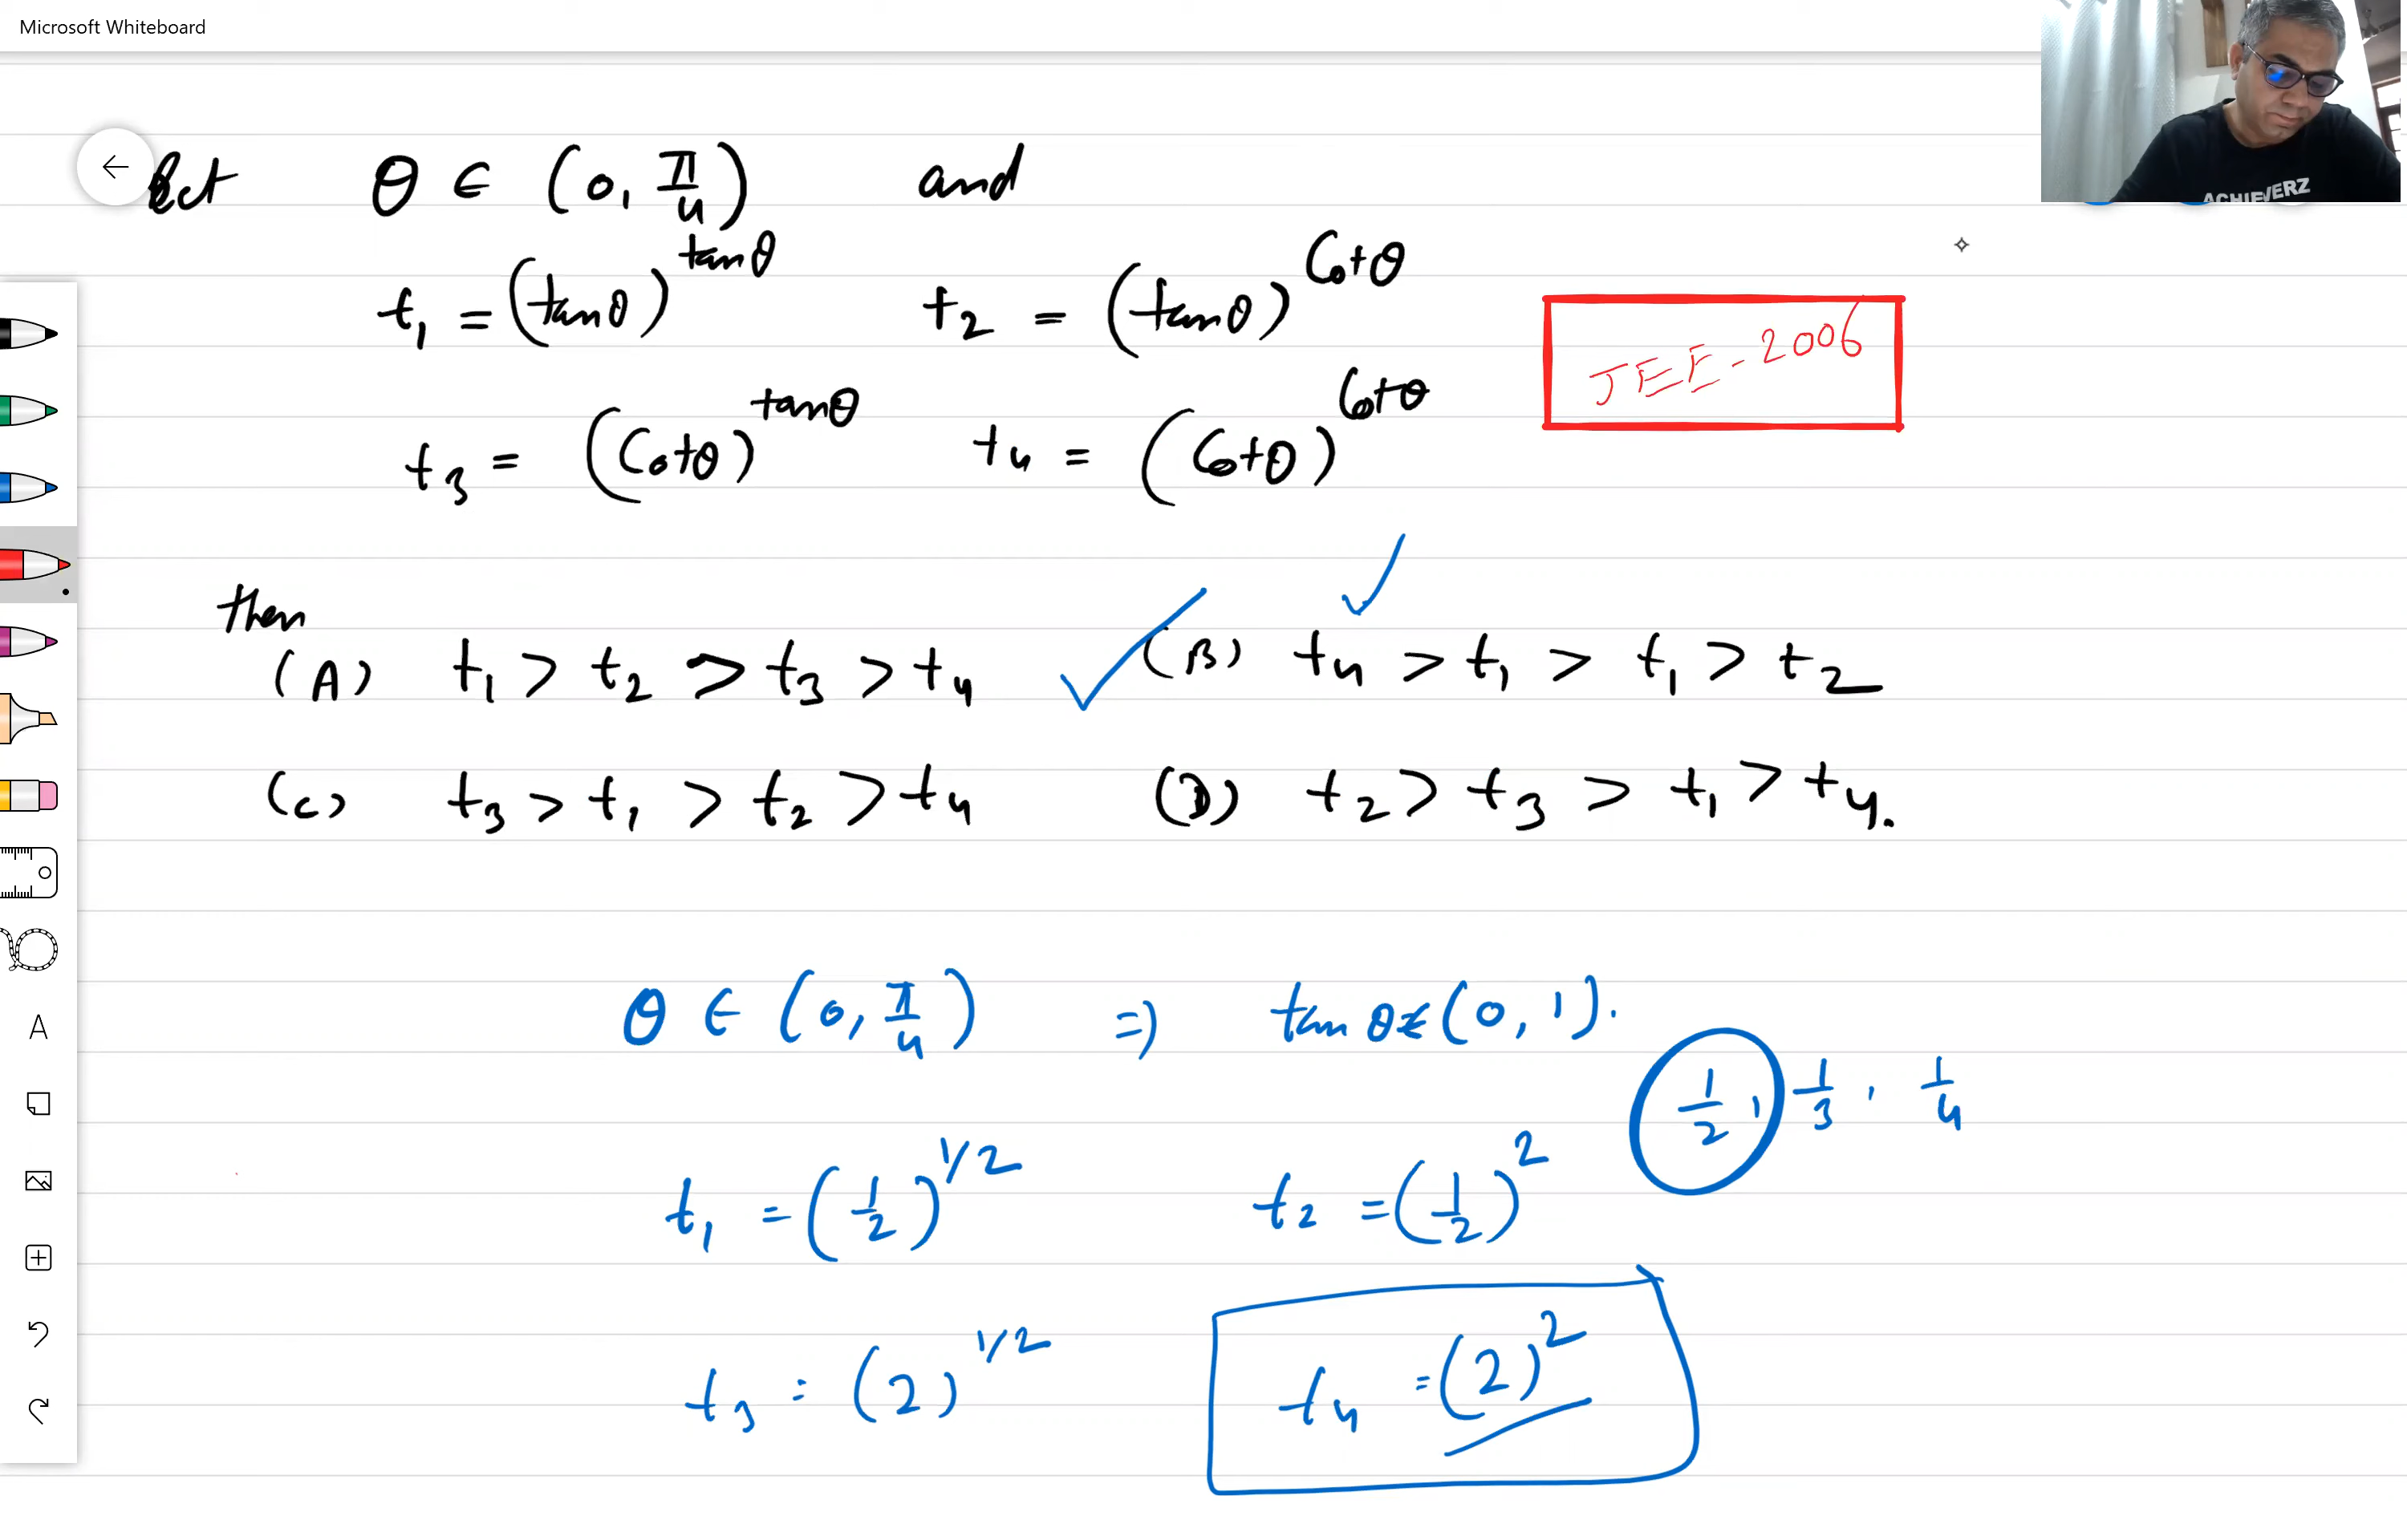 Microsoft Whiteboard
ACHIEVERZ
Let θ ∈ (0, π/4) and
t₁ = (tanθ)^tanθ t₂ = (tanθ)^Cotθ
JEE-2006
t₃ = (Cotθ)^tanθ t₄ = (Cotθ)^Cotθ
then
(A) t₁ > t₂ > t₃ > t₄ (B) t₄ > t₁ > t₁ > t₂
(C) t₃ > t₁ > t₂ > t₄ (D) t₂ > t₃ > t₁ > t₄.
θ ∈ (0, π/4) ⇒ tan θ ∈ (0, 1).
1/2, 1/3, 1/4
t₁ = (1/2)^1/2 t₂ = (1/2)^2
t₃ = (2)^1/2 t₄ = (2)^2
A